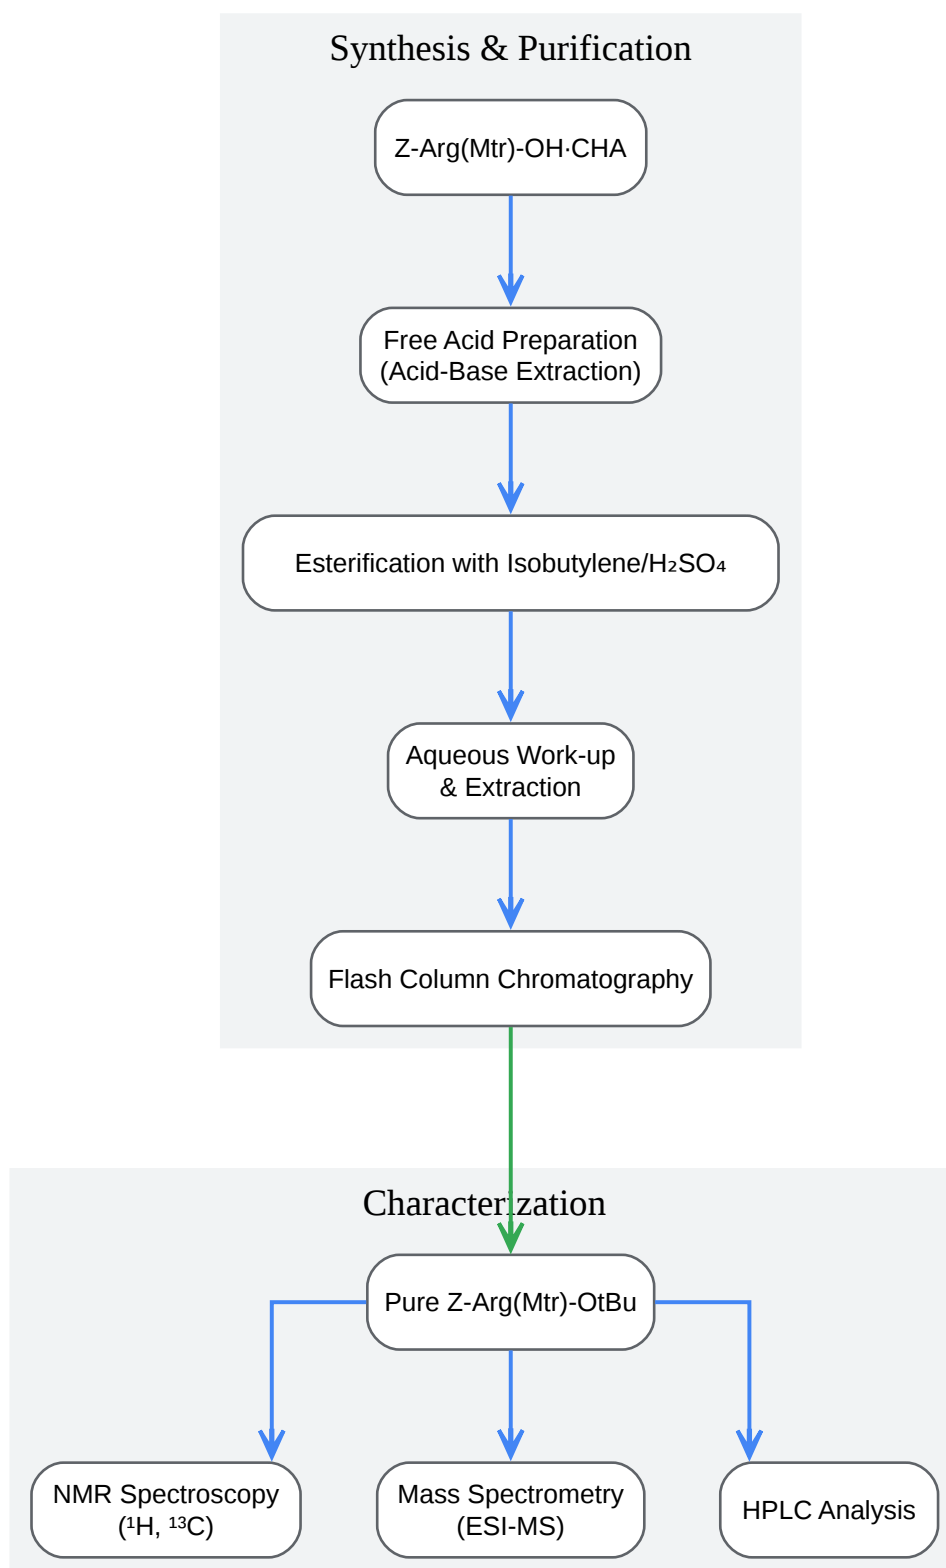 Synthesis & Purification
Z-Arg(Mtr)-OH·CHA
Free Acid Preparation
(Acid-Base Extraction)
Esterification with Isobutylene/H₂SO₄
Aqueous Work-up
& Extraction
Flash Column Chromatography
Characterization
Pure Z-Arg(Mtr)-OtBu
NMR Spectroscopy
(¹H, ¹³C)
Mass Spectrometry
(ESI-MS)
HPLC Analysis